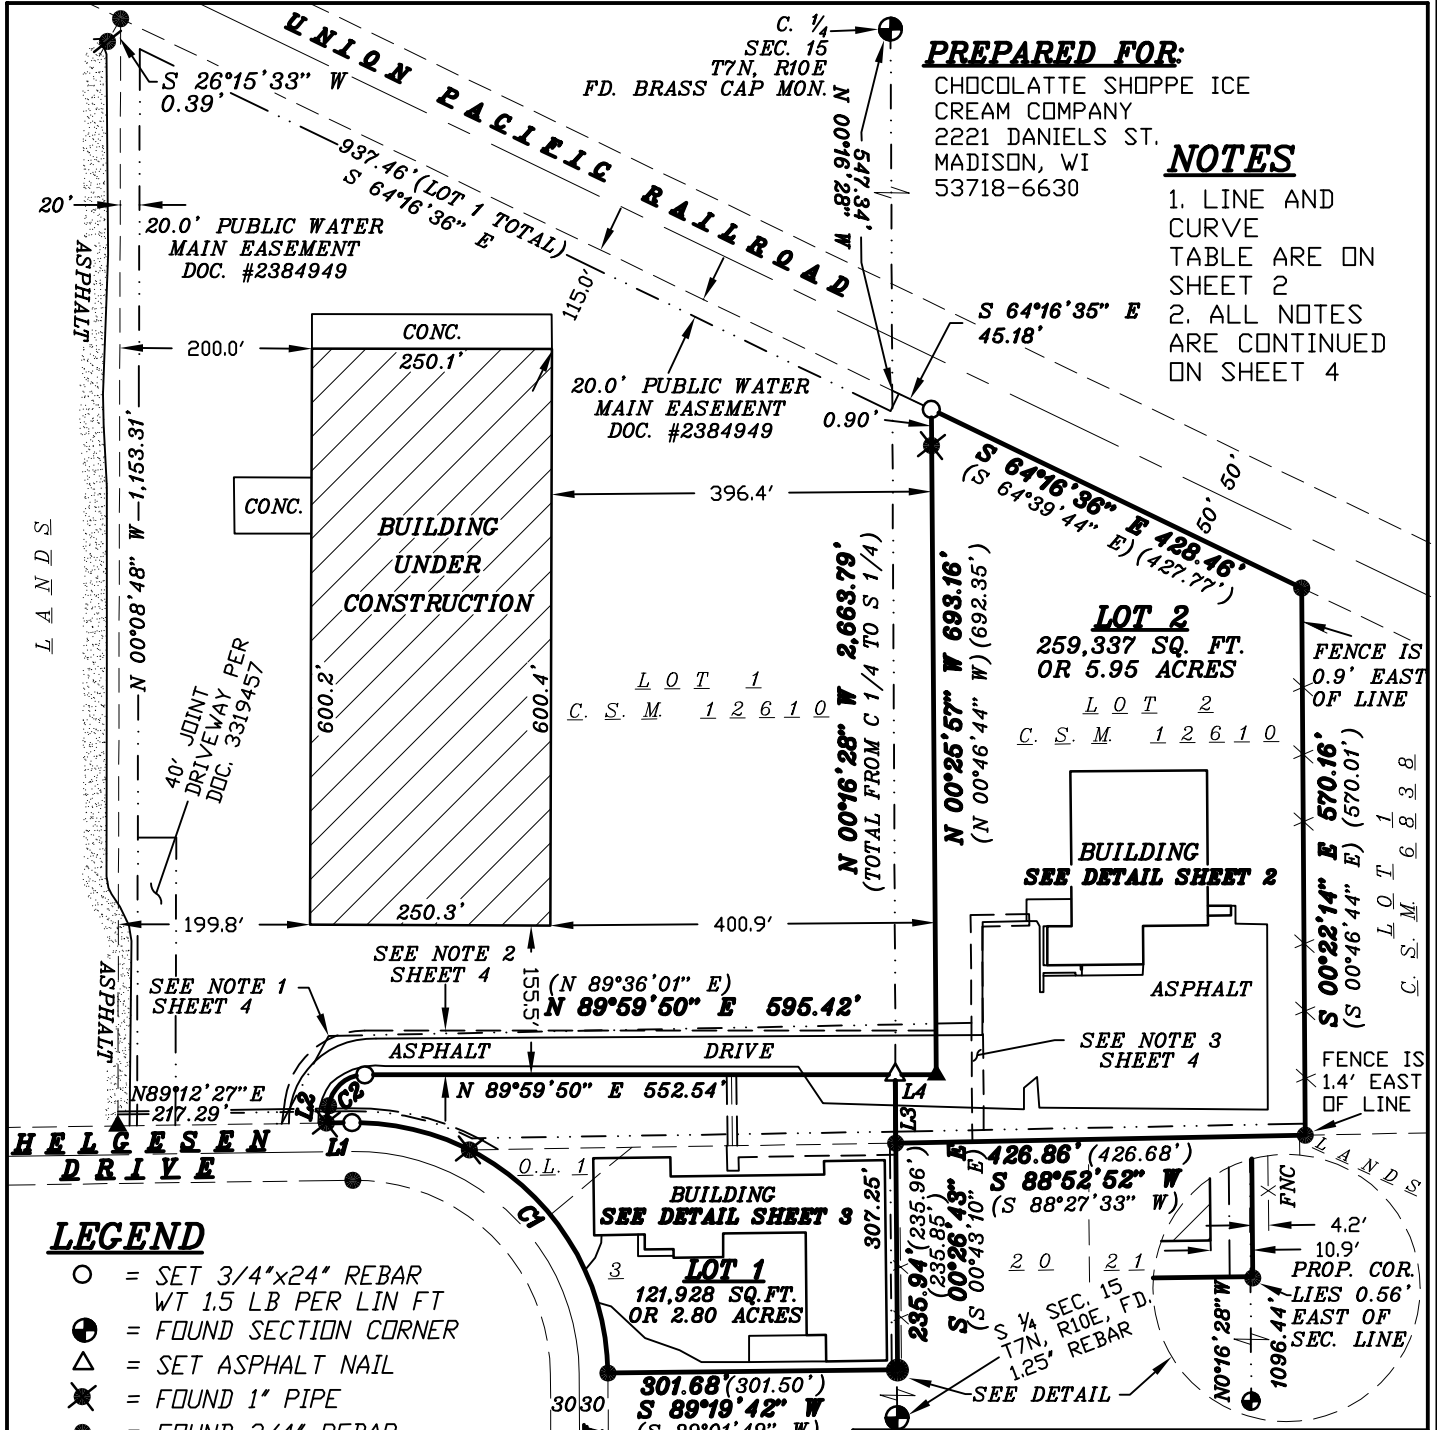 UNION PACIFIC RAILROAD
C. 1/4
SEC. 15
T7N, R10E
FD. BRASS CAP MON.
PREPARED FOR:
CHOCOLATTE SHOPPE ICE
CREAM COMPANY
2221 DANIELS ST.
MADISON, WI
53718-6630
NOTES
1. LINE AND
CURVE
TABLE ARE ON
SHEET 2
2. ALL NOTES
ARE CONTINUED
ON SHEET 4
S 26°15'33" W
0.39'
937.46'(LOT 1 TOTAL)
S 64°16'36" E
547.34'
N 00°16'28" W
20'
20.0' PUBLIC WATER
MAIN EASEMENT
DOC. #2384949
ASPHALT
115.0'
S 64°16'35" E
45.18'
200.0'
CONC.
250.1'
20.0' PUBLIC WATER
MAIN EASEMENT
DOC. #2384949
0.90'
N 00°08'48" W 1,153.31'
LANDS
CONC.
396.4'
BUILDING
UNDER
CONSTRUCTION
S 64°16'36" E 428.46'
(S 64°39'44" E)(427.77')
50' 50'
LOT 2
259,337 SQ. FT.
OR 5.95 ACRES
FENCE IS
0.9' EAST
OF LINE
600.2'
600.4'
LOT 1
C. S. M. 12610
N 00°16'28" W 2,663.79'
(TOTAL FROM C 1/4 TO S 1/4)
N 00°25'57" W 693.16'
(N 00°46'44" W)(692.35')
LOT 2
C. S. M. 12610
40' JOINT
DRIVEWAY PER
DOC. 3319457
S 00°22'14" E 570.16'
(S 00°46'44" E) (570.01')
LOT 1
C. S. M. 6838
BUILDING
SEE DETAIL SHEET 2
250.3'
199.8'
400.9'
155.5'
SEE NOTE 2
SHEET 4
SEE NOTE 1
SHEET 4
ASPHALT
(N 89°36'01" E)
N 89°59'50" E 595.42'
ASPHALT
SEE NOTE 3
SHEET 4
ASPHALT DRIVE
N 89°59'50" E 552.54'
FENCE IS
1.4' EAST
OF LINE
N89°12'27" E
217.29'
L2
C2
L1
L4
L3
HELGESEN
DRIVE
O.L. 1
426.86' (426.68')
S 88°52'52" W
(S 88°27'33" W)
LANDS
C1
BUILDING
SEE DETAIL SHEET 3
307.25'
235.94'(235.96')
(235.85')
S 00°26'43" E
(S 00°43'10" E)
20 21
FNC
4.2'
10.9'
PROP. COR.
LIES 0.56'
EAST OF
SEC. LINE
N0°16'28"W
1096.44'
3
LOT 1
121,928 SQ.FT.
OR 2.80 ACRES
S 1/4 SEC. 15
T7N, R10E, FD.
1.25" REBAR
SEE DETAIL
301.68'(301.50')
S 89°19'42" W
(S 89°01'48" W)
30 30
LEGEND
= SET 3/4"x24" REBAR
WT 1.5 LB PER LIN FT
= FOUND SECTION CORNER
= SET ASPHALT NAIL
= FOUND 1" PIPE
= FOUND 3/4" REBAR